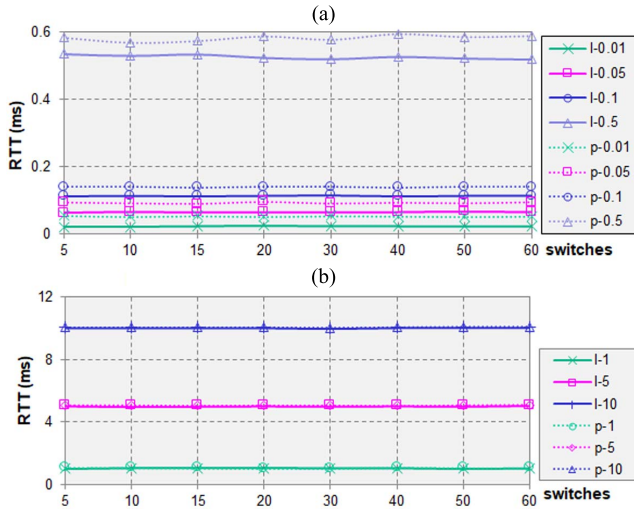 (a)
0.6
0.4
0.2
0
RTT (ms)
5 10 15 20 30 40 50 60
switches
l-0.01
l-0.05
l-0.1
l-0.5
p-0.01
p-0.05
p-0.1
p-0.5
(b)
12
8
4
0
RTT (ms)
5 10 15 20 30 40 50 60
switches
l-1
l-5
l-10
p-1
p-5
p-10